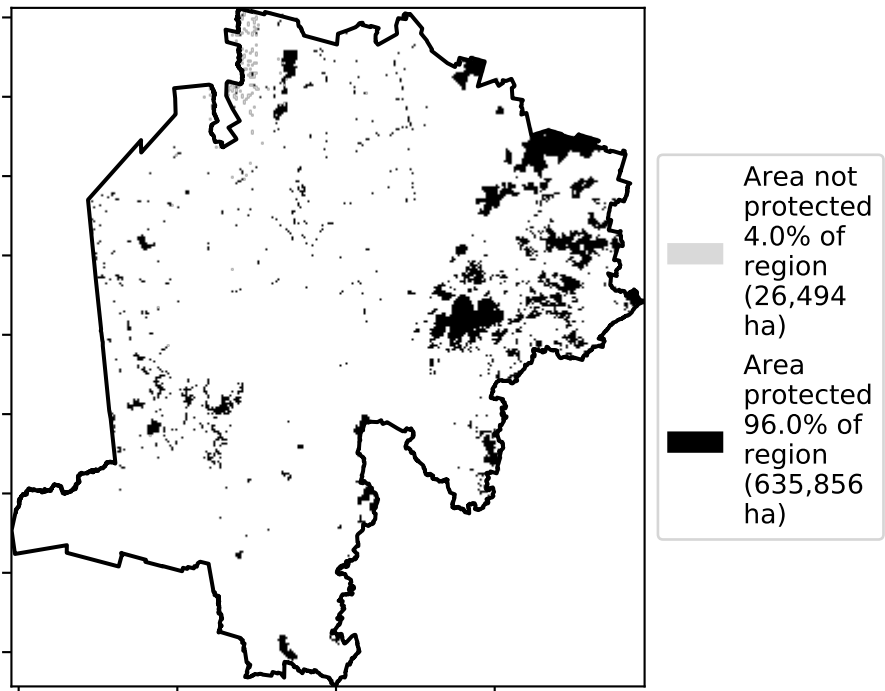 Area not
protected
4.0% of
region
(26,494
ha)
Area
protected
96.0% of
region
(635,856
ha)